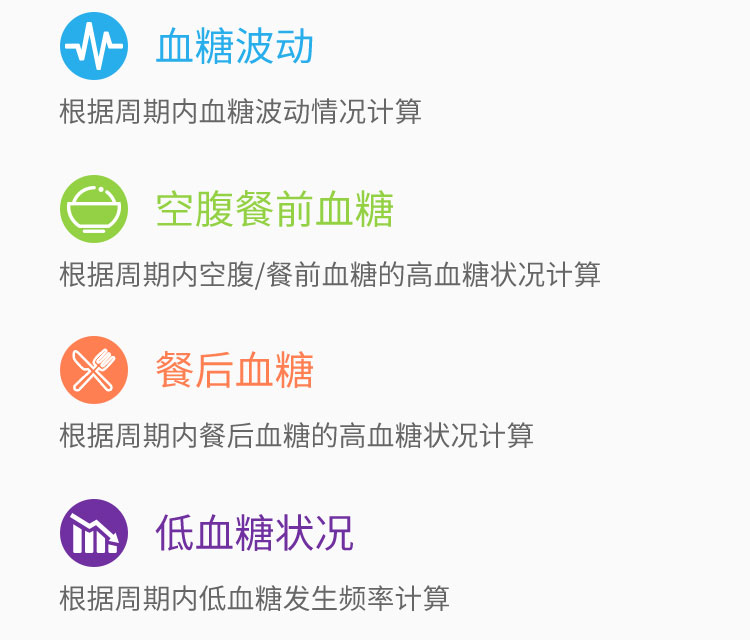 血糖波动
根据周期内血糖波动情况计算
空腹餐前血糖
根据周期内空腹/餐前血糖的高血糖状况计算
餐后血糖
根据周期内餐后血糖的高血糖状况计算
低血糖状况
根据周期内低血糖发生频率计算